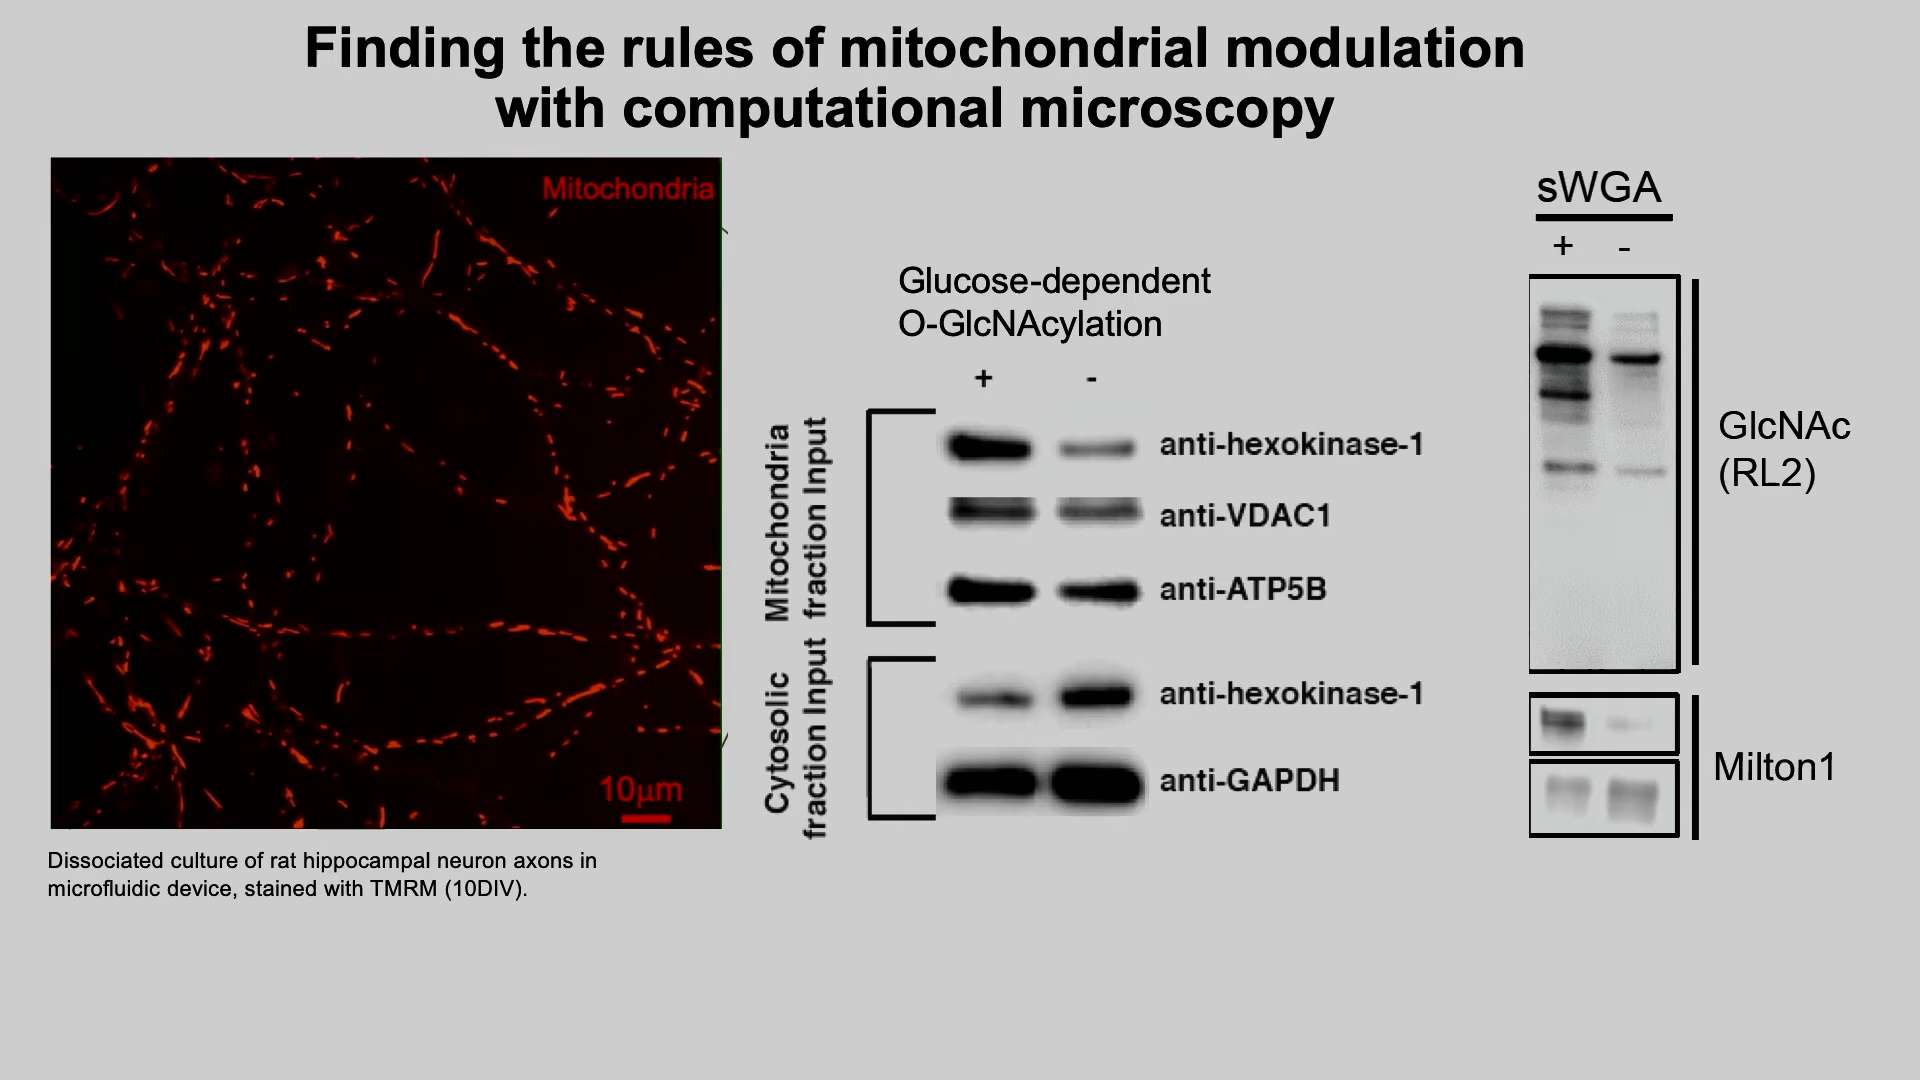 Finding the rules of mitochondrial modulation
with computational microscopy
Mitochondria
10μm
Dissociated culture of rat hippocampal neuron axons in
microfluidic device, stained with TMRM (10DIV).
Glucose-dependent
O-GlcNAcylation
+ -
Mitochondria
fraction Input
anti-hexokinase-1
anti-VDAC1
anti-ATP5B
Cytosolic
fraction Input
anti-hexokinase-1
anti-GAPDH
sWGA
+ -
GlcNAc
(RL2)
Milton1